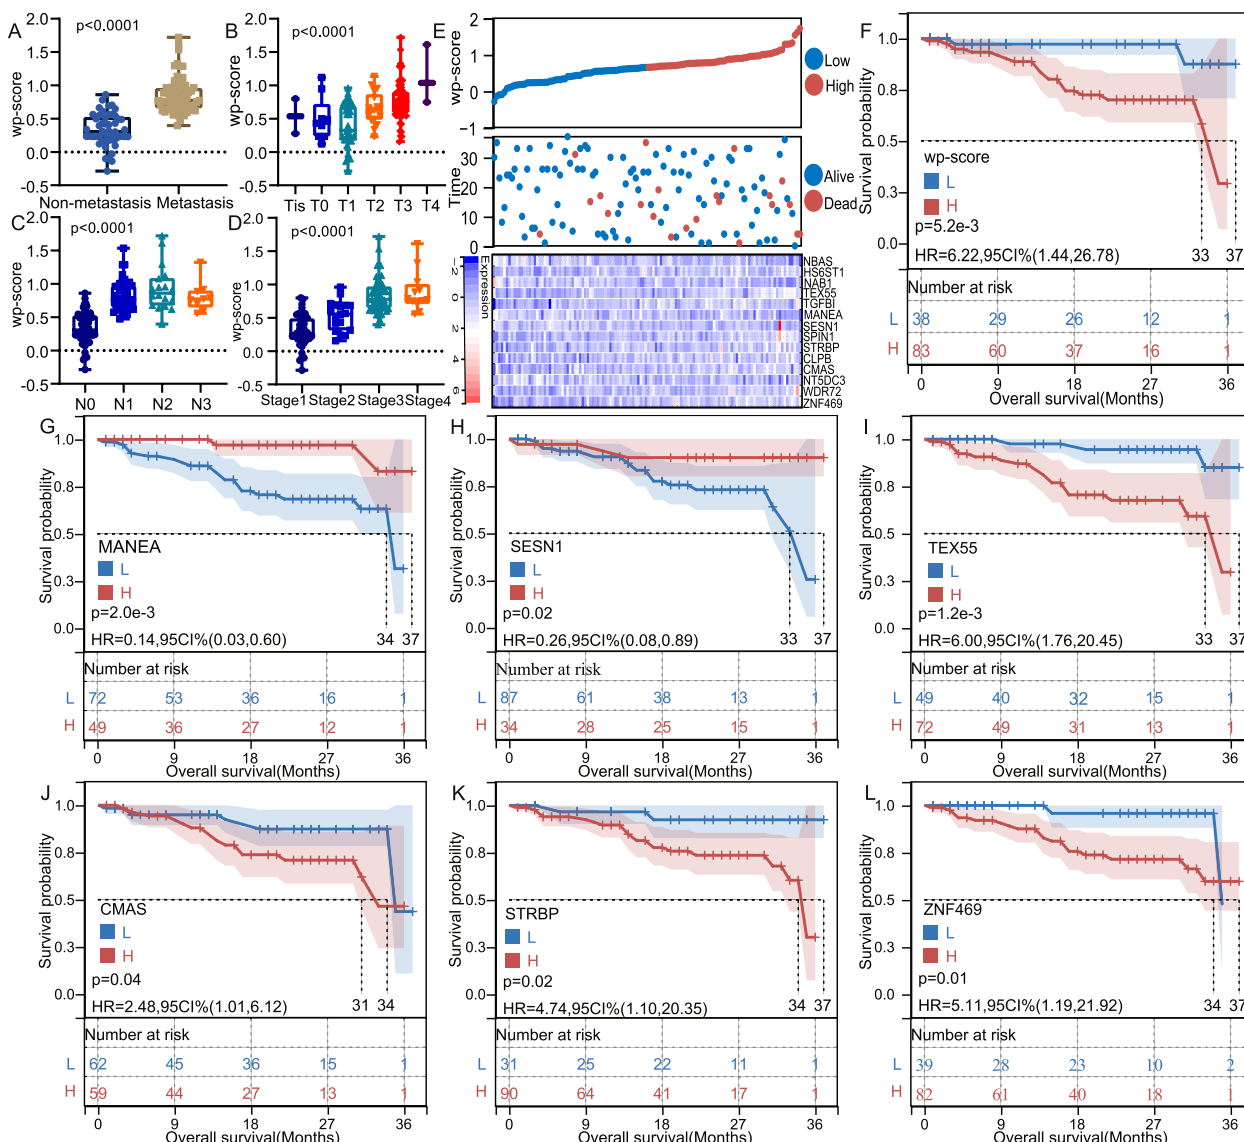 A
p<0.0001
wp-score
2.0
1.5
1.0
0.5
0.0
-0.5
Non-metastasis Metastasis
B
p<0.0001
wp-score
2.0
1.5
1.0
0.5
0.0
-0.5
Tis T0 T1 T2 T3 T4
C
p<0.0001
wp-score
2.0
1.5
1.0
0.5
0.0
-0.5
N0 N1 N2 N3
D
p<0.0001
wp-score
2.0
1.5
1.0
0.5
0.0
-0.5
Stage1 Stage2 Stage3 Stage4
E
wp-score
2
1
0
−1
Low
High
Time
30
20
10
0
Alive
Dead
Expression
NBAS
HS6ST1
NAB1
TEX55
TGFBI
MANEA
SESN1
SPIN1
STRBP
CLPB
CMAS
NT5DC3
WDR72
ZNF469
F
Survival probability
1.0
0.8
0.5
0.3
0.0
wp-score
L
H
p=5.2e-3
HR=6.22,95CI%(1.44,26.78)
33 37
Number at risk
L 38 29 26 12 1
H 83 60 37 16 1
0 9 18 27 36
Overall survival(Months)
G
Survival probability
1.0
0.8
0.5
0.3
0.0
MANEA
L
H
p=2.0e-3
HR=0.14,95CI%(0.03,0.60)
34 37
Number at risk
L 72 53 36 16 1
H 49 36 27 12 1
0 9 18 27 36
Overall survival(Months)
H
Survival probability
1.0
0.8
0.5
0.3
0.0
SESN1
L
H
p=0.02
HR=0.26,95CI%(0.08,0.89)
33 37
Number at risk
L 87 61 38 13 1
H 34 28 25 15 1
0 9 18 27 36
Overall survival(Months)
I
Survival probability
1.0
0.8
0.5
0.3
0.0
TEX55
L
H
p=1.2e-3
HR=6.00,95CI%(1.76,20.45)
33 37
Number at risk
L 49 40 32 15 1
H 72 49 31 13 1
0 9 18 27 36
Overall survival(Months)
J
Survival probability
1.0
0.8
0.5
0.3
0.0
CMAS
L
H
p=0.04
HR=2.48,95CI%(1.01,6.12)
31 34
Number at risk
L 62 45 36 15 1
H 59 44 27 13 1
0 9 18 27 36
Overall survival(Months)
K
Survival probability
1.0
0.8
0.5
0.3
0.0
STRBP
L
H
p=0.02
HR=4.74,95CI%(1.10,20.35)
34 37
Number at risk
L 31 25 22 11 1
H 90 64 41 17 1
0 9 18 27 36
Overall survival(Months)
L
Survival probability
1.0
0.8
0.5
0.3
0.0
ZNF469
L
H
p=0.01
HR=5.11,95CI%(1.19,21.92)
34 37
Number at risk
L 39 28 23 10 2
H 82 61 40 18 1
0 9 18 27 36
Overall survival(Months)